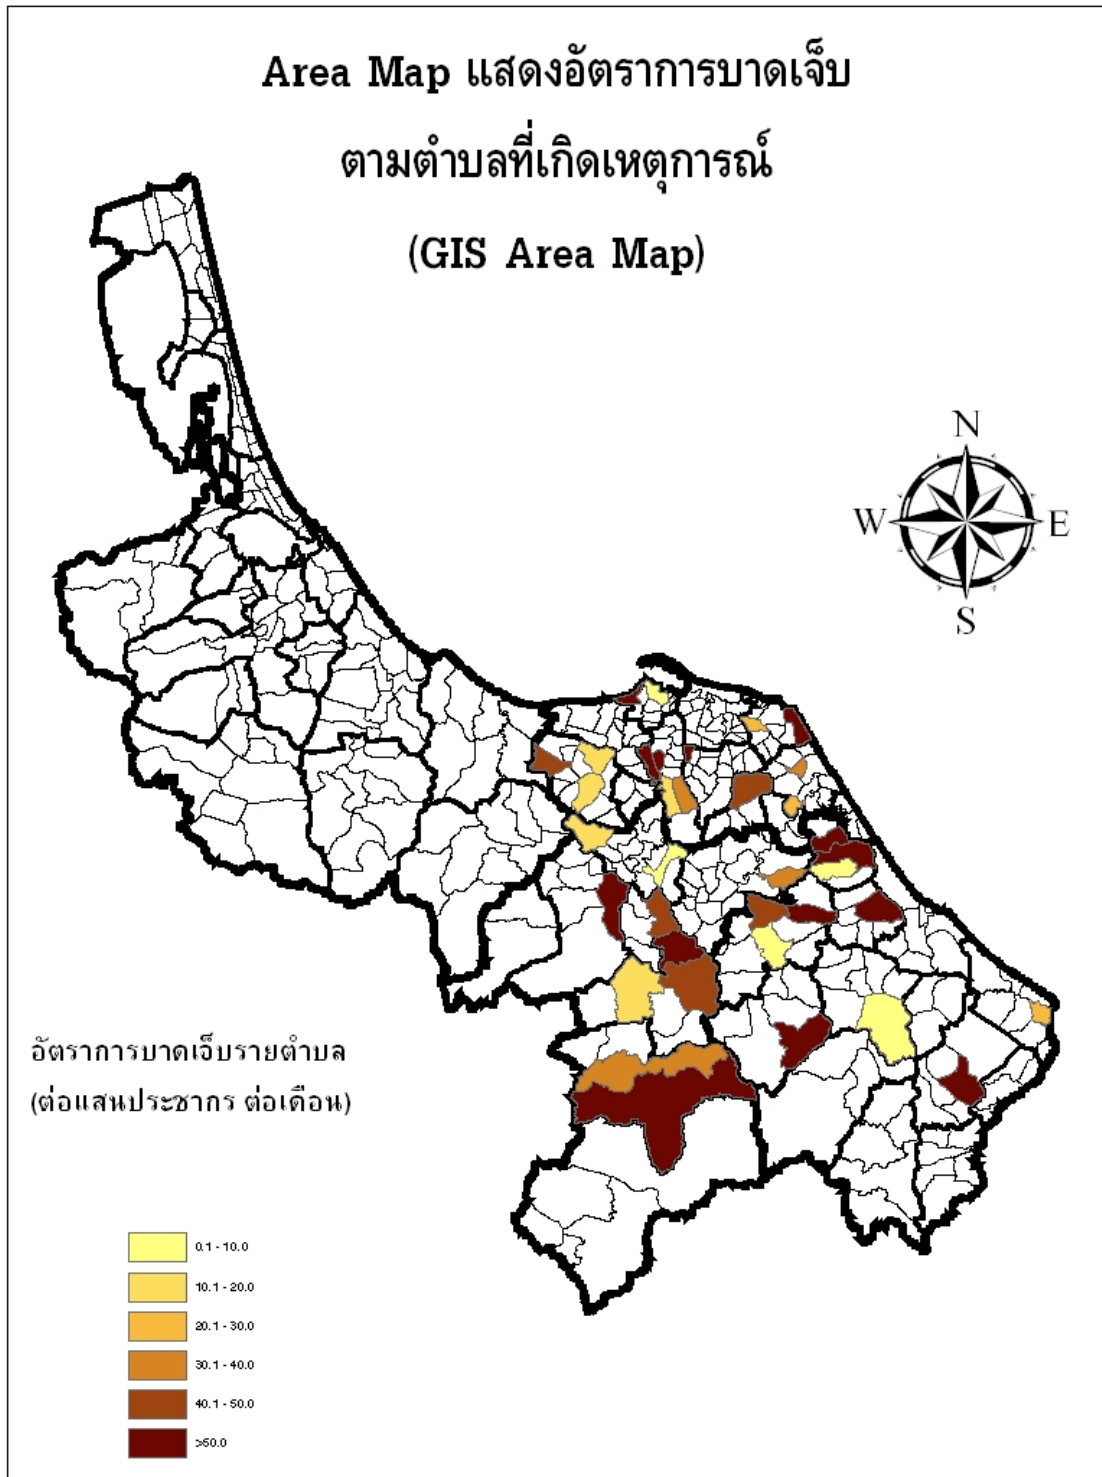 Area Map แสดงอัตราการบาดเจ็บ
ตามตำบลที่เกิดเหตุการณ์
(GIS Area Map)
N
W
E
S
อัตราการบาดเจ็บรายตำบล
(ต่อแสนประชากร ต่อเดือน)
0.1 - 10.0
10.1 - 20.0
20.1 - 30.0
30.1 - 40.0
40.1 - 50.0
>50.0